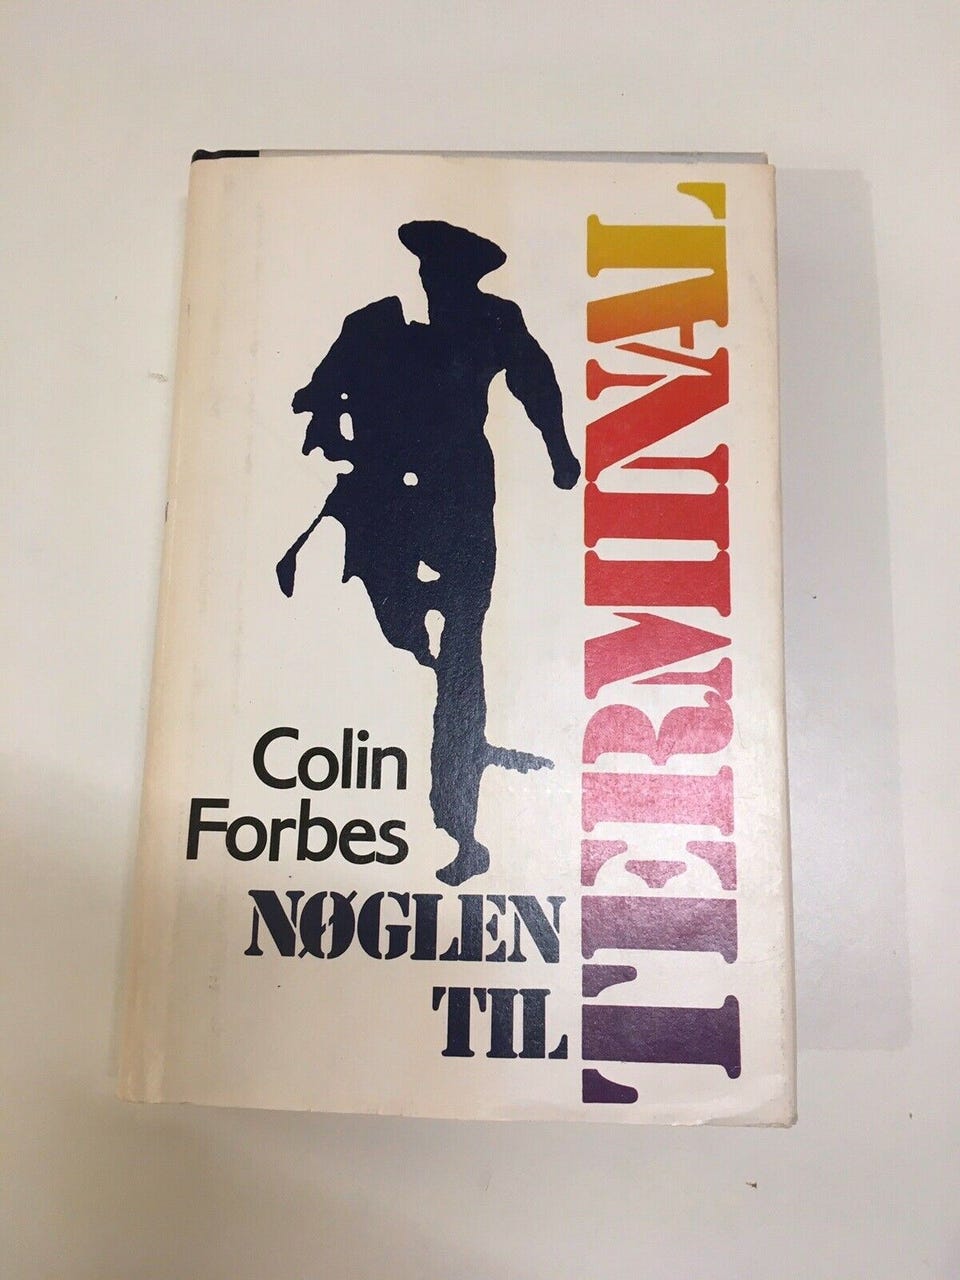 Colin
Forbes
NØGLEN
TIL
TERMINAL